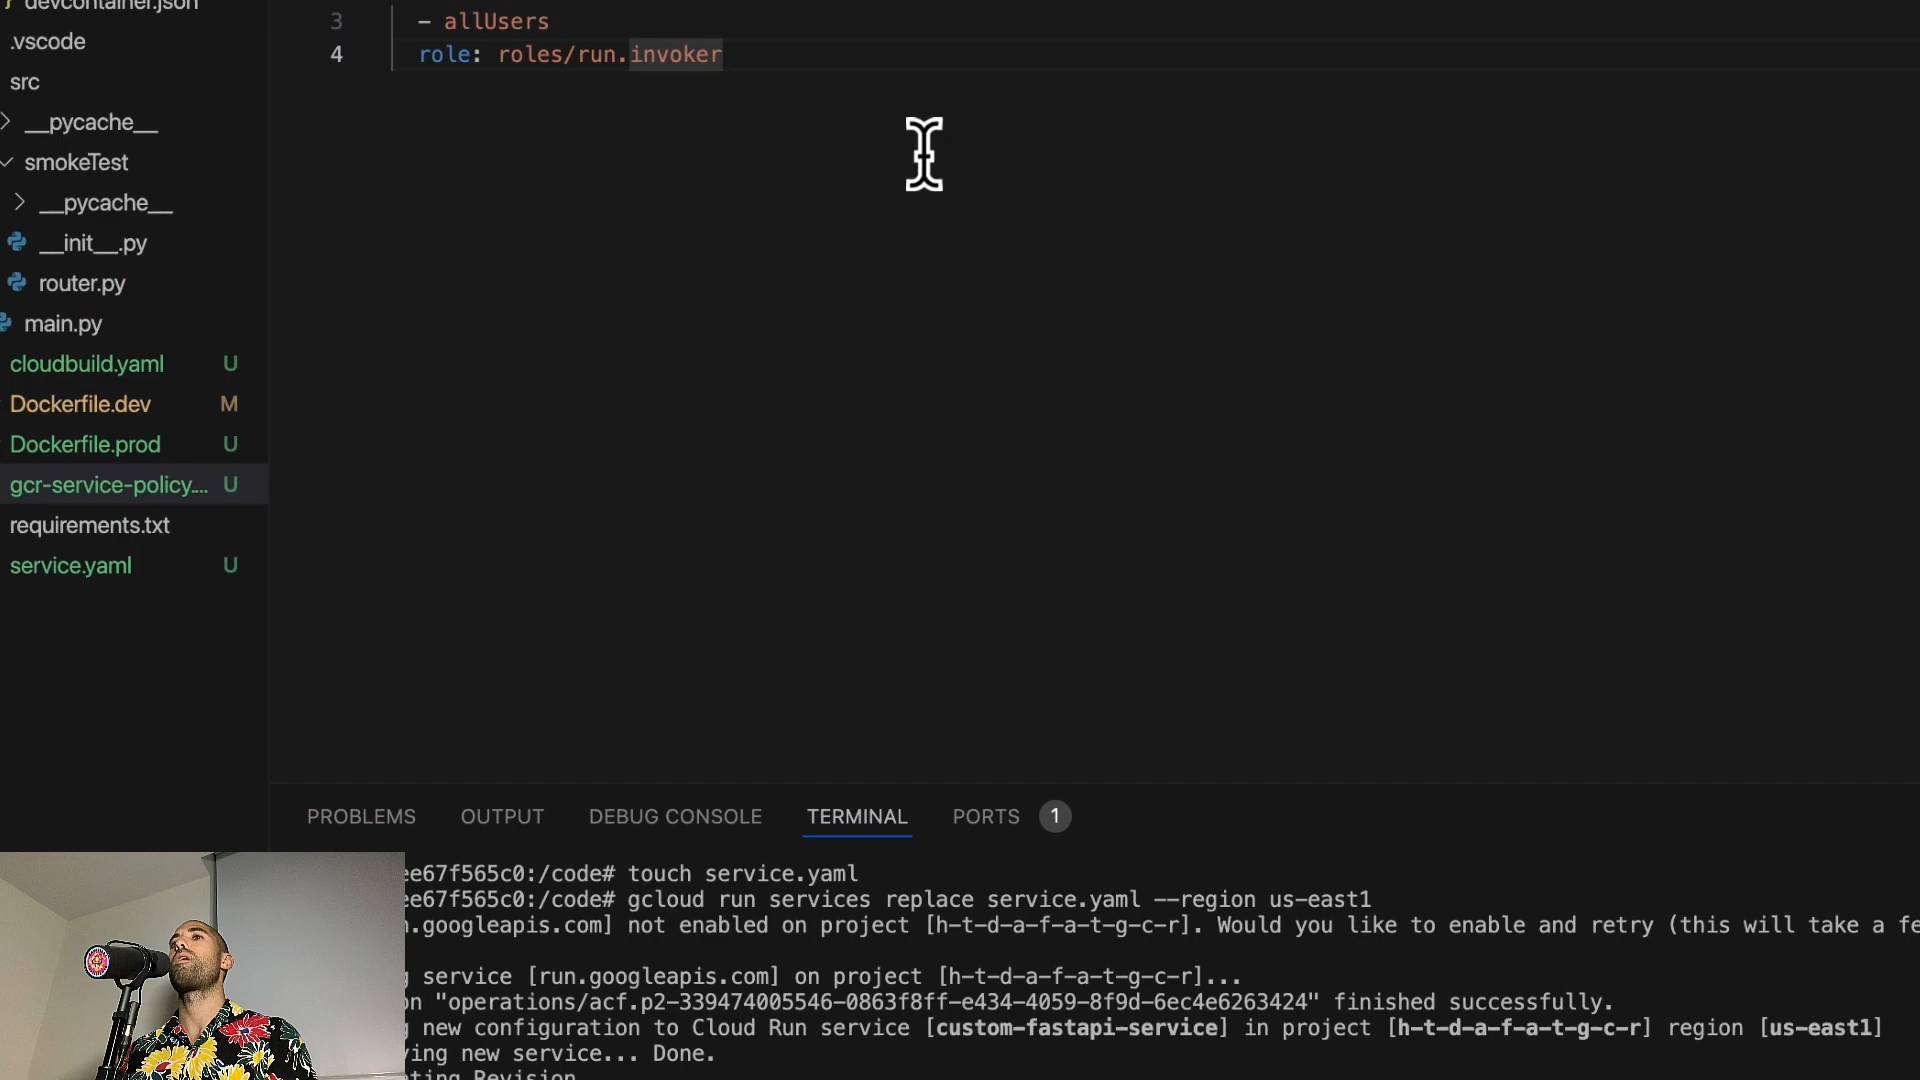 devcontainer.json
.vscode
src
__pycache__
smokeTest
__pycache__
__init__.py
router.py
main.py
cloudbuild.yaml U
Dockerfile.dev M
Dockerfile.prod U
gcr-service-policy.... U
requirements.txt
service.yaml U
3 - allUsers
4 role: roles/run.invoker
PROBLEMS OUTPUT DEBUG CONSOLE TERMINAL PORTS 1
ee67f565c0:/code# touch service.yaml
ee67f565c0:/code# gcloud run services replace service.yaml --region us-east1
n.googleapis.com] not enabled on project [h-t-d-a-f-a-t-g-c-r]. Would you like to enable and retry (this will take a fe
g service [run.googleapis.com] on project [h-t-d-a-f-a-t-g-c-r]...
on "operations/acf.p2-339474005546-0863f8ff-e434-4059-8f9d-6ec4e6263424" finished successfully.
g new configuration to Cloud Run service [custom-fastapi-service] in project [h-t-d-a-f-a-t-g-c-r] region [us-east1]
ying new service... Done.
ting Revision